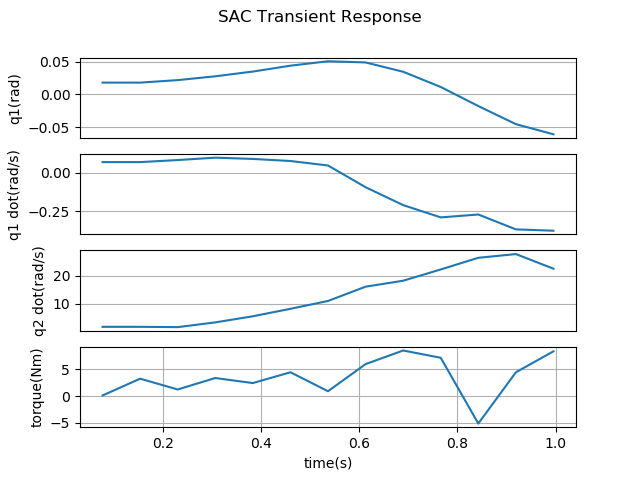 SAC Transient Response
q1(rad)
0.05
0.00
−0.05
q1 dot(rad/s)
0.00
−0.25
q2 dot(rad/s)
20
10
torque(Nm)
5
0
−5
0.2 0.4 0.6 0.8 1.0
time(s)